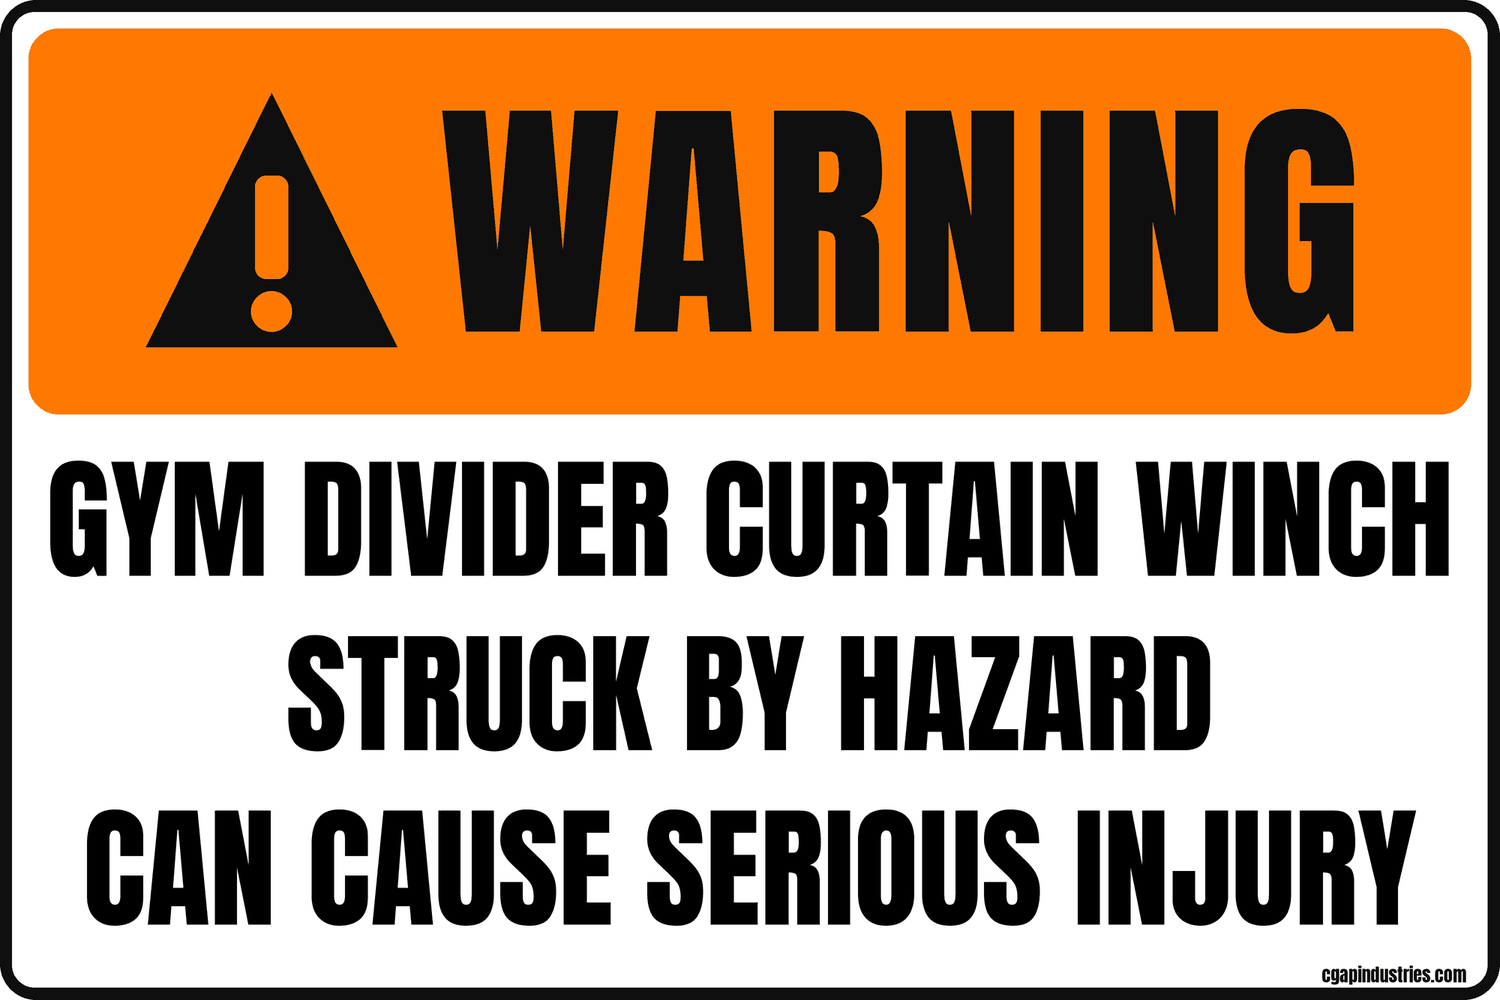 WARNING
GYM DIVIDER CURTAIN WINCH
STRUCK BY HAZARD
CAN CAUSE SERIOUS INJURY
cgapindustries.com